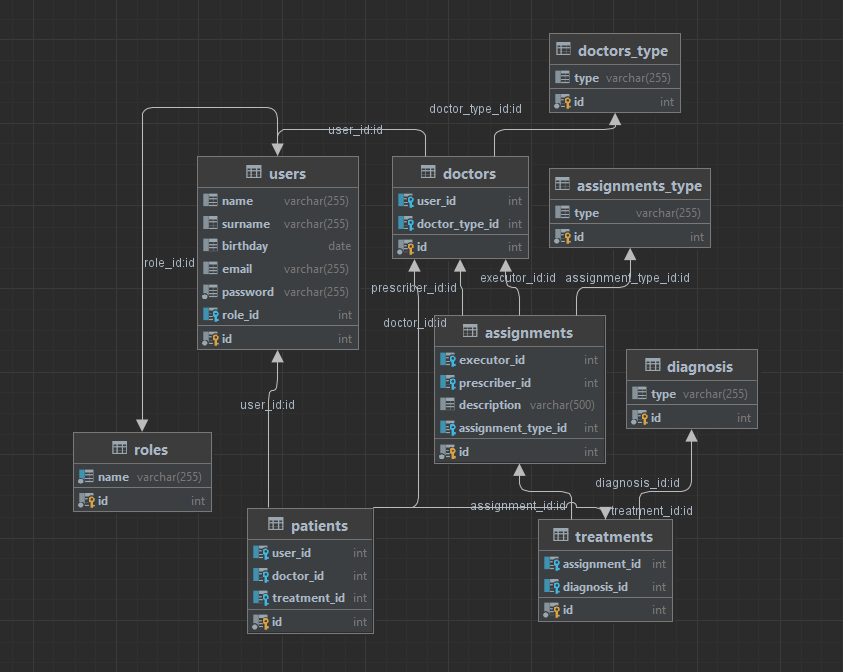 doctors_type
type varchar(255)
id int
doctor_type_id:id
user_id:id
users
name varchar(255)
surname varchar(255)
birthday date
email varchar(255)
password varchar(255)
role_id int
id int
doctors
user_id int
doctor_type_id int
id int
assignments_type
type varchar(255)
id int
role_id:id
prescriber_id:id
executor_id:id
assignment_type_id:id
doctor_id:id
assignments
executor_id int
prescriber_id int
description varchar(500)
assignment_type_id int
id int
diagnosis
type varchar(255)
id int
user_id:id
roles
name varchar(255)
id int
diagnosis_id:id
assignment_id:id
treatment_id:id
patients
user_id int
doctor_id int
treatment_id int
id int
treatments
assignment_id int
diagnosis_id int
id int